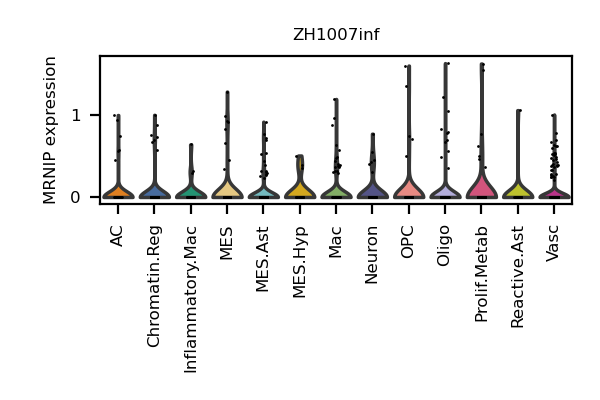 ZH1007inf
MRNIP expression
1
0
AC
Chromatin.Reg
Inflammatory.Mac
MES
MES.Ast
MES.Hyp
Mac
Neuron
OPC
Oligo
Prolif.Metab
Reactive.Ast
Vasc